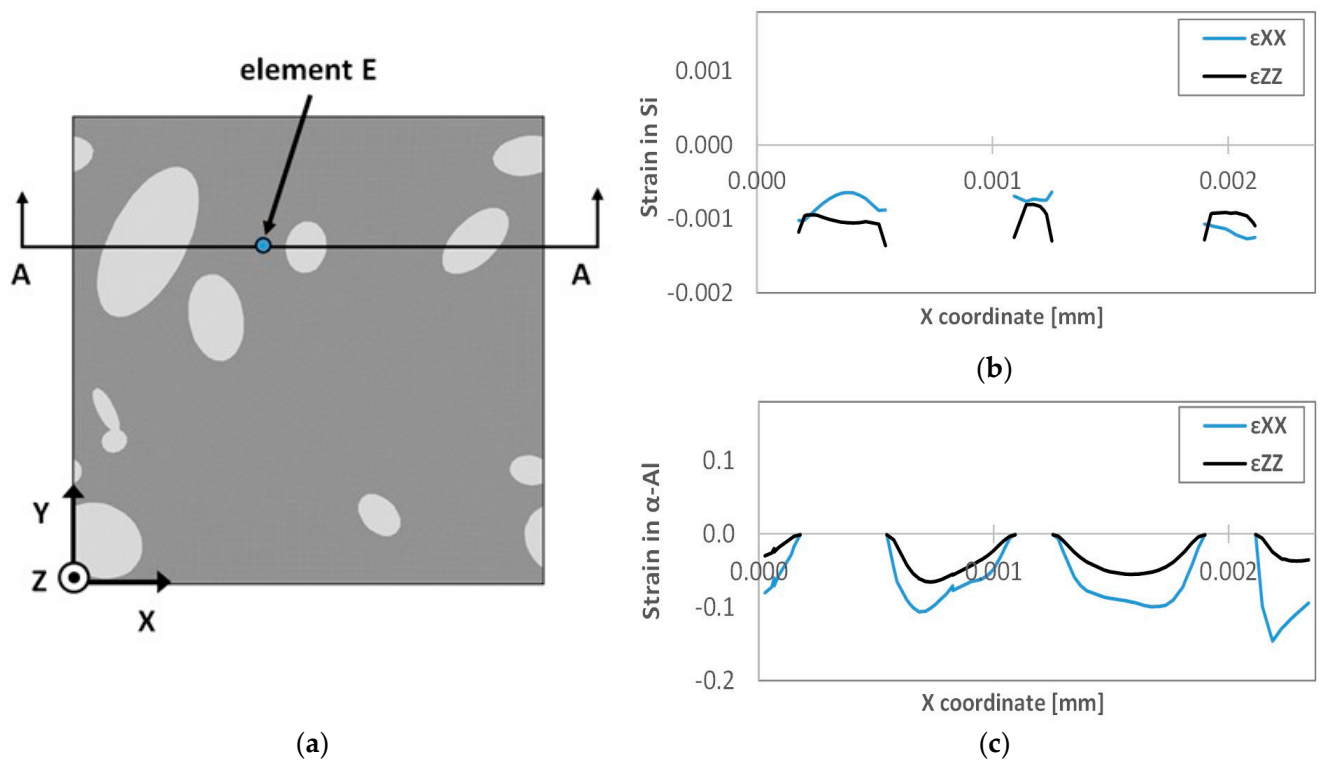 element E
A
A
Y
Z
X
(a)
εXX
εZZ
0.001
0.000
-0.001
-0.002
0.000
0.001
0.002
Strain in Si
X coordinate [mm]
(b)
εXX
εZZ
0.1
0.0
-0.1
-0.2
0.000
0.001
0.002
Strain in α-Al
X coordinate [mm]
(c)